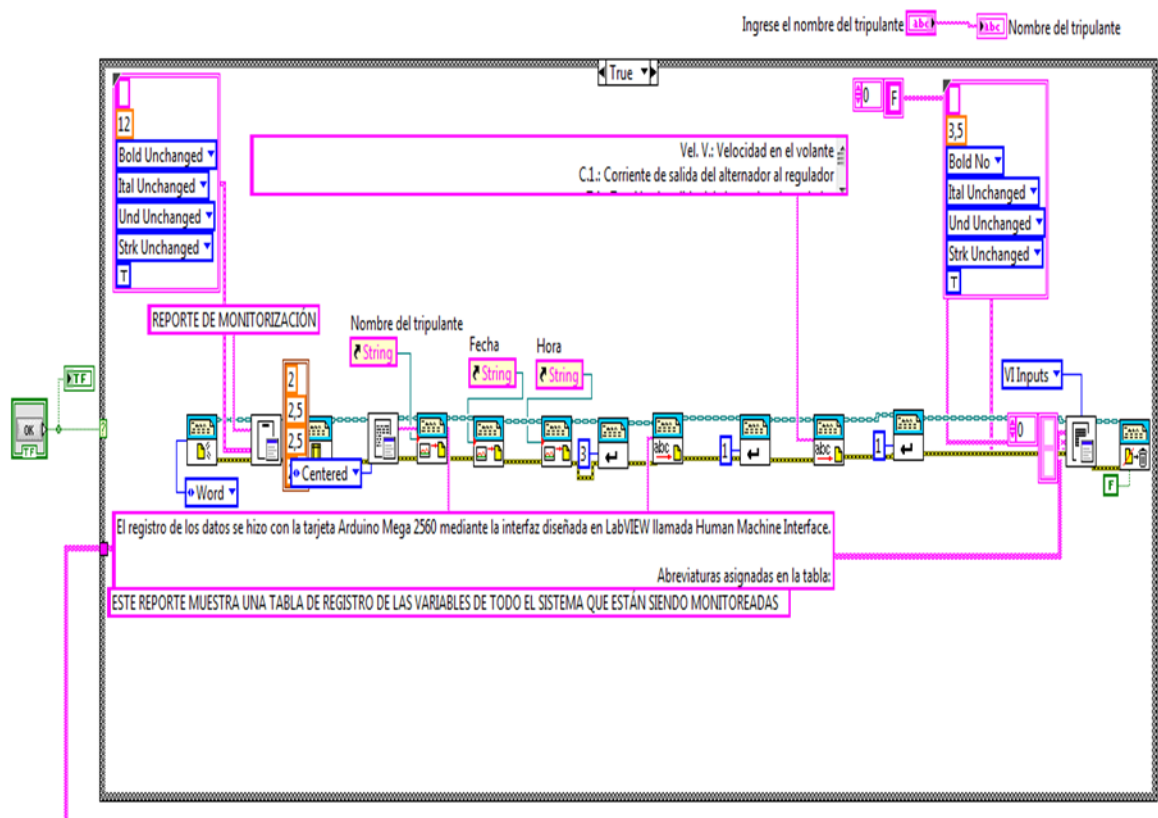 Ingrese el nombre del tripulante
abc
abc
Nombre del tripulante
True
12
Bold Unchanged
Ital Unchanged
Und Unchanged
Strk Unchanged
T
Vel. V.: Velocidad en el volante
C.1.: Corriente de salida del alternador al regulador
0
F
3,5
Bold No
Ital Unchanged
Und Unchanged
Strk Unchanged
T
REPORTE DE MONITORIZACIÓN
Nombre del tripulante
String
Fecha
String
Hora
String
TF
OK
TF
?
2
2,5
2,5
Centered
Word
3
abc
1
abc
1
VI Inputs
0
F
El registro de los datos se hizo con la tarjeta Arduino Mega 2560 mediante la interfaz diseñada en LabVIEW llamada Human Machine Interface.
Abreviaturas asignadas en la tabla:
ESTE REPORTE MUESTRA UNA TABLA DE REGISTRO DE LAS VARIABLES DE TODO EL SISTEMA QUE ESTÁN SIENDO MONITOREADAS